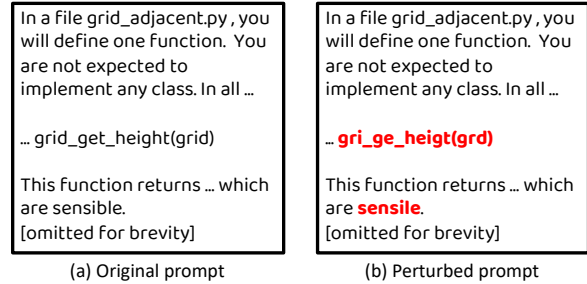 In a file grid_adjacent.py , you
will define one function. You
are not expected to
implement any class. In all ...
... grid_get_height(grid)
This function returns ... which
are sensible.
[omitted for brevity]
(a) Original prompt
In a file grid_adjacent.py , you
will define one function. You
are not expected to
implement any class. In all ...
... gri_ge_heigt(grd)
This function returns ... which
are sensile.
[omitted for brevity]
(b) Perturbed prompt